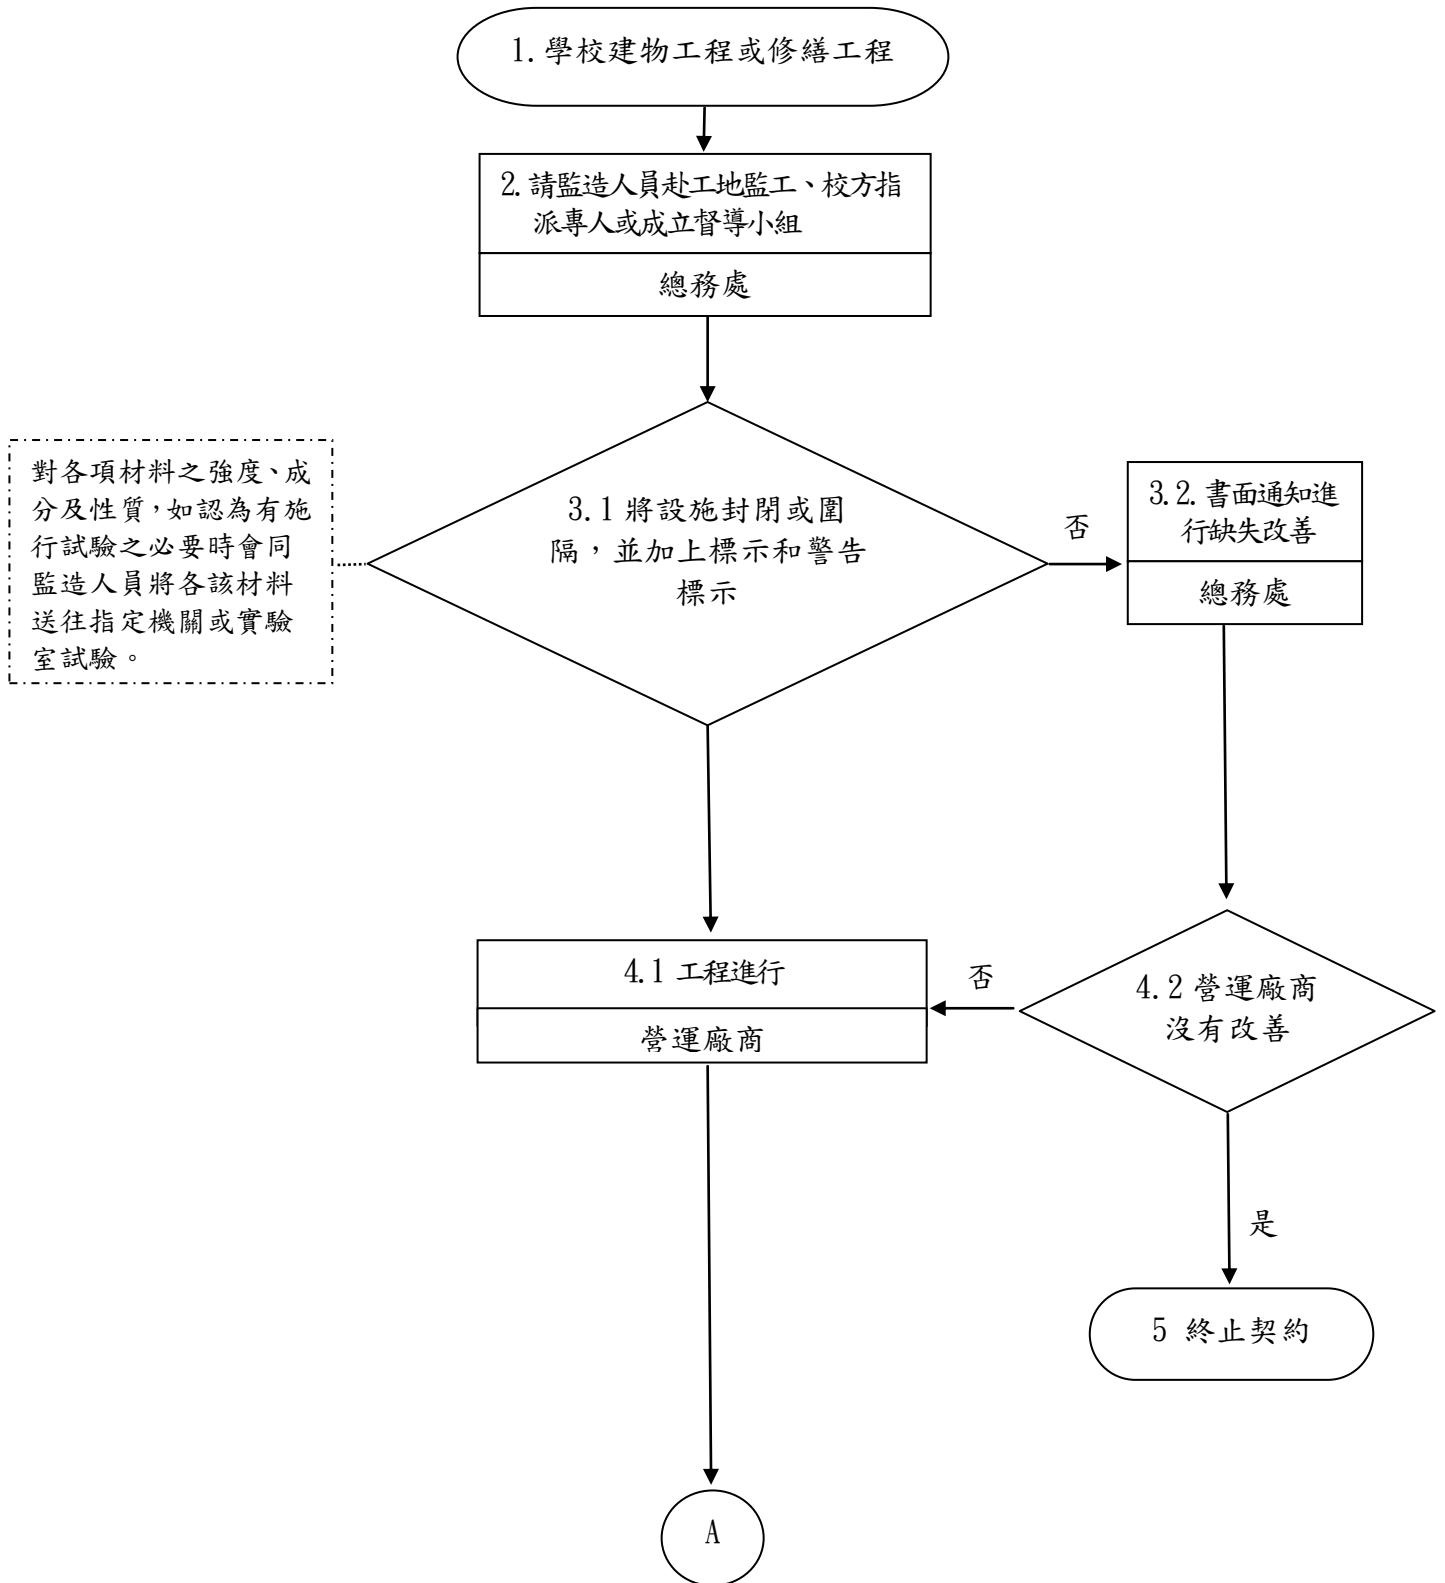 1.學校建物工程或修繕工程
2.請監造人員赴工地監工、校方指
派專人或成立督導小組
總務處
對各項材料之強度、成
分及性質，如認為有施
行試驗之必要時會同
監造人員將各該材料
送往指定機關或實驗
室試驗。
3.1 將設施封閉或圍
隔，並加上標示和警告
標示
否
3.2.書面通知進
行缺失改善
總務處
4.1 工程進行
營運廠商
否
4.2 營運廠商
沒有改善
是
5 終止契約
A